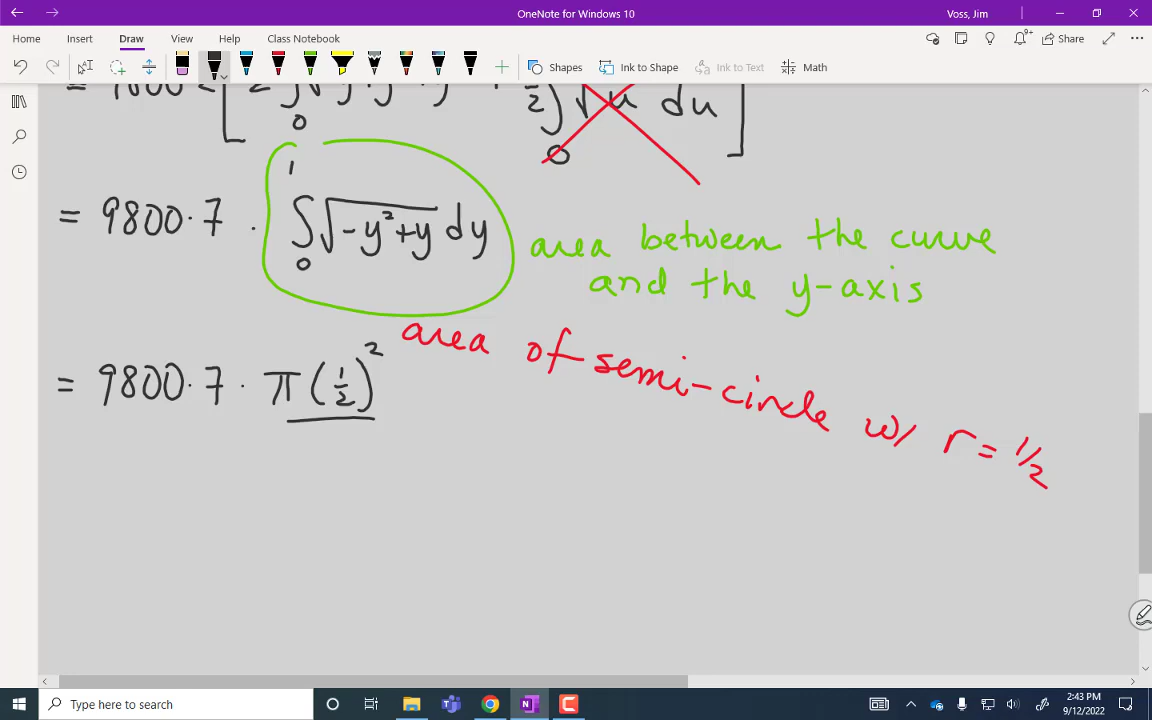 OneNote for Windows 10
Voss, Jim
Home Insert Draw View Help Class Notebook
Share
Shapes Ink to Shape Ink to Text Math
= 9800·7 · ∫₀¹ √(-y²+y) dy
area between the curve
and the y-axis
area of semi-circle w/ r = 1/2
= 9800·7 · π(1/2)²
Type here to search
2:43 PM
9/12/2022